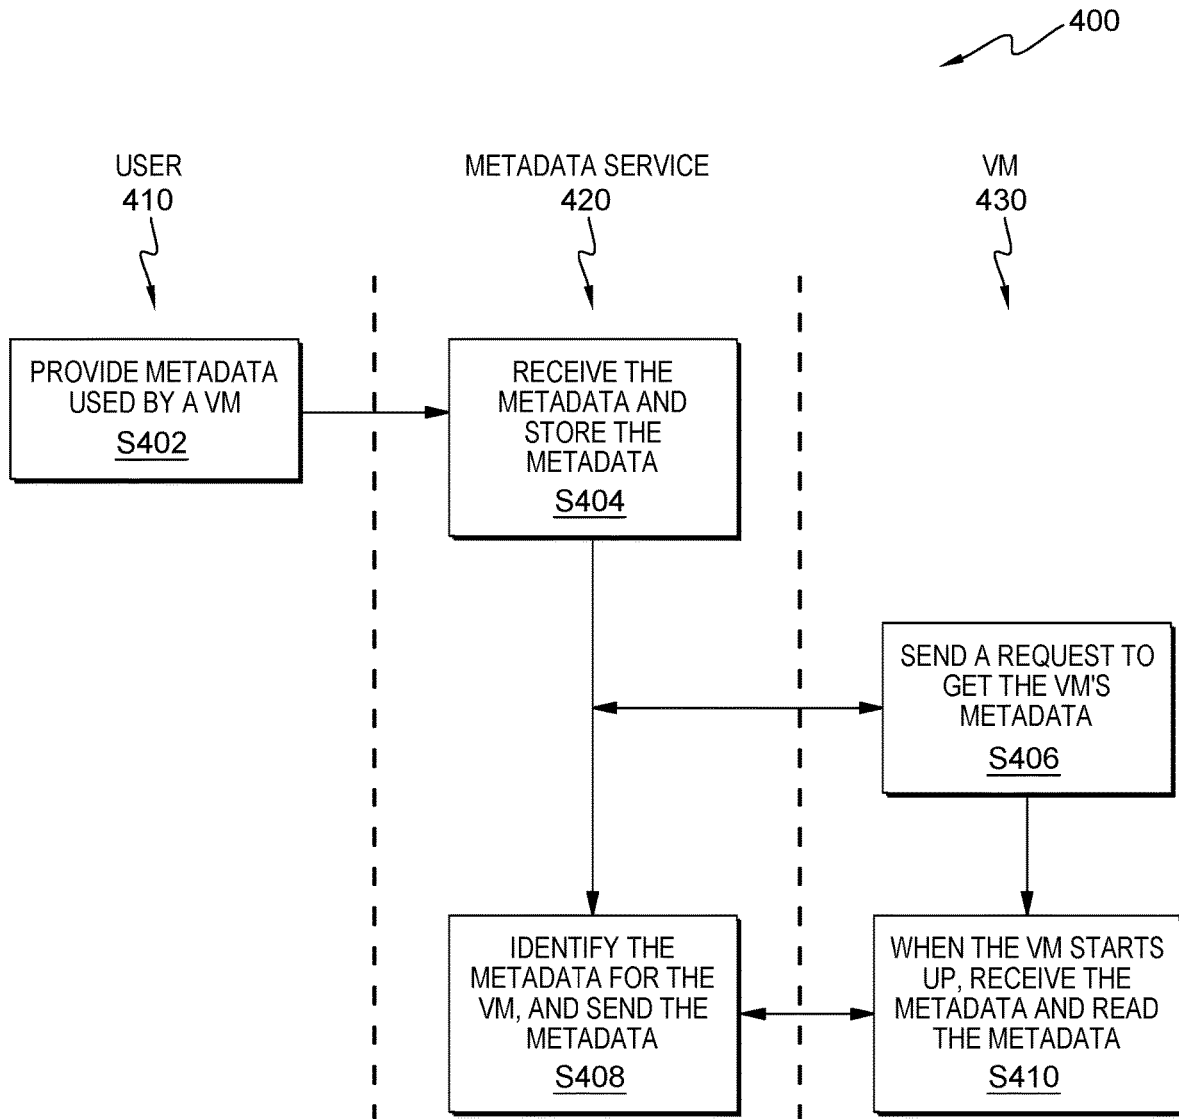 400
USER
410
METADATA SERVICE
420
VM
430
PROVIDE METADATA
USED BY A VM
S402
RECEIVE THE
METADATA AND
STORE THE
METADATA
S404
SEND A REQUEST TO
GET THE VM'S
METADATA
S406
IDENTIFY THE
METADATA FOR THE
VM, AND SEND THE
METADATA
S408
WHEN THE VM STARTS
UP, RECEIVE THE
METADATA AND READ
THE METADATA
S410